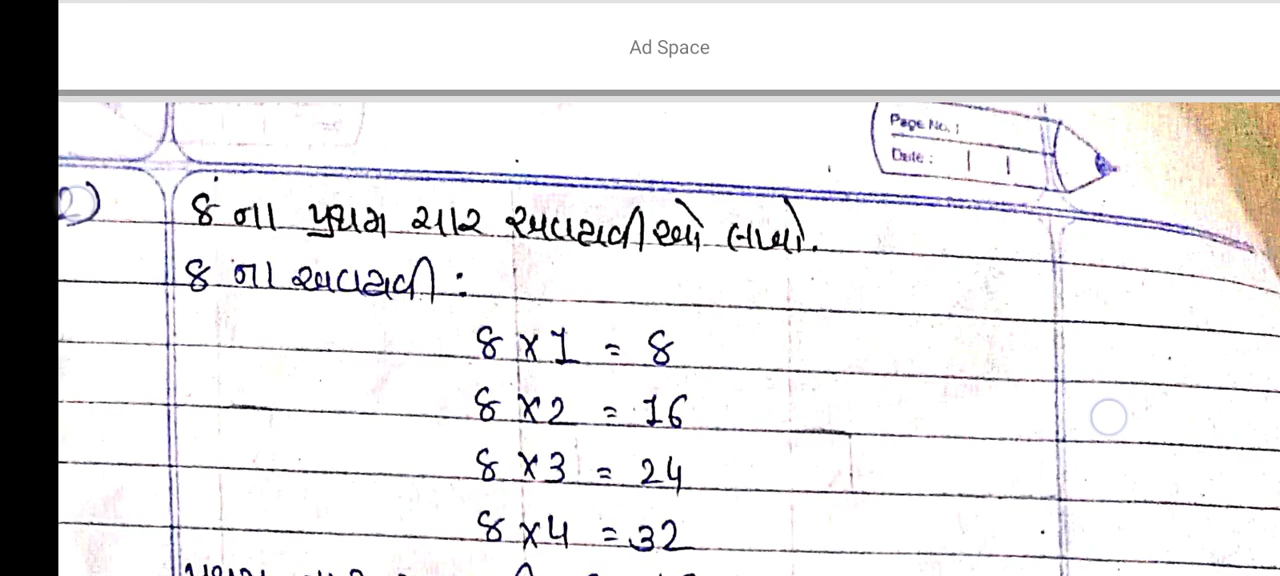 Ad Space
Page No. :
Date : | |
2) 8 ના પ્રથમ ચાર અવયવીઓ લખો.
8 ના અવયવી :
8 × 1 = 8
8 × 2 = 16
8 × 3 = 24
8 × 4 = 32